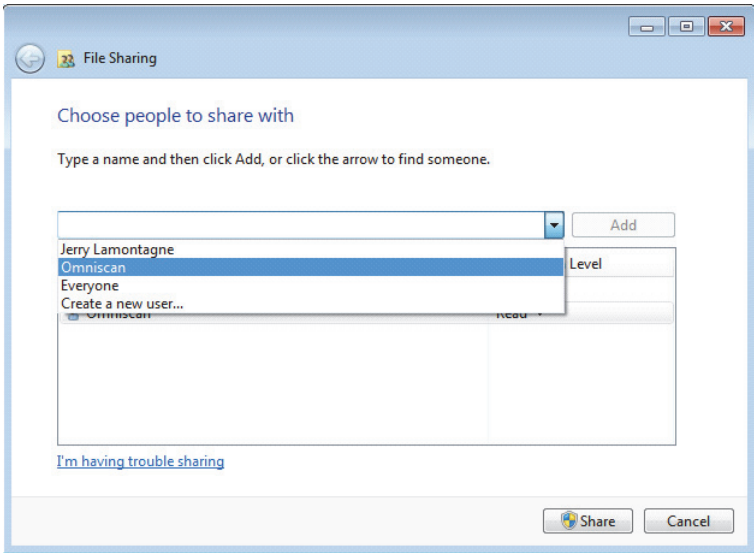 File Sharing
Choose people to share with
Type a name and then click Add, or click the arrow to find someone.
Add
Jerry Lamontagne
Omniscan
Everyone
Create a new user...
Level
Omniscan Read
I'm having trouble sharing
Share Cancel